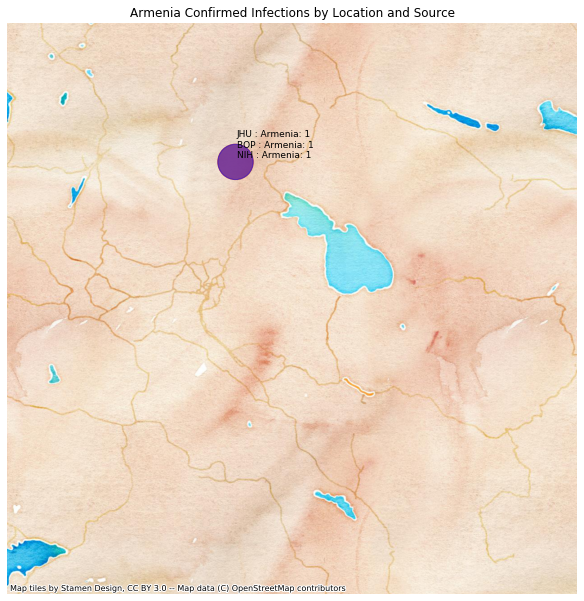 Armenia Confirmed Infections by Location and Source
JHU : Armenia: 1
BOP : Armenia: 1
NIH : Armenia: 1
Map tiles by Stamen Design, CC BY 3.0 -- Map data (C) OpenStreetMap contributors